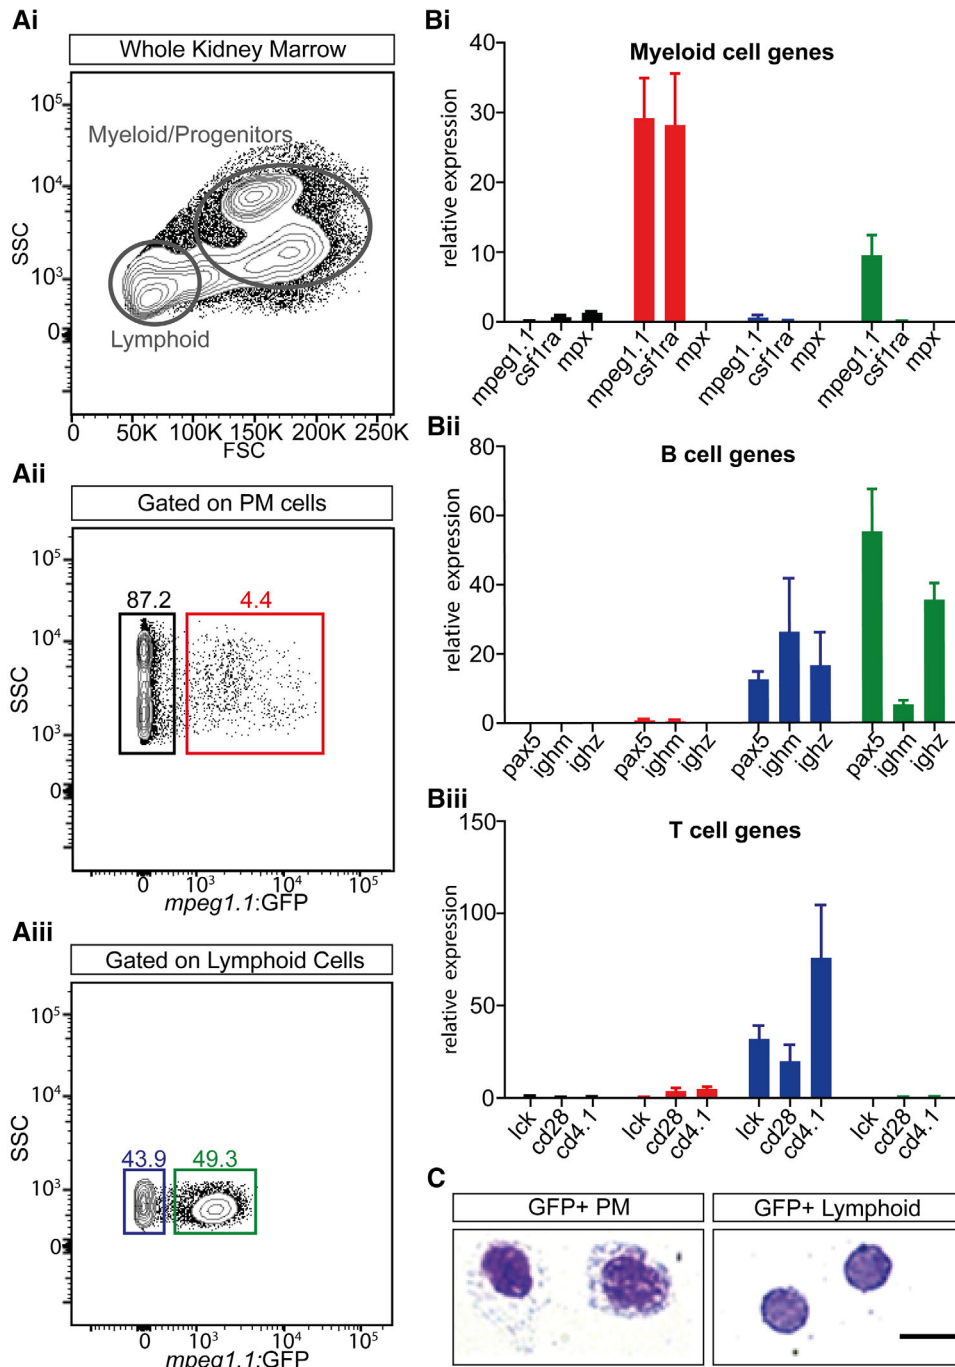 Ai
Whole Kidney Marrow
10⁵
Myeloid/Progenitors
10⁴
SSC
10³
0
Lymphoid
0 50K 100K 150K 200K 250K
FSC
Aii
Gated on PM cells
10⁵
87.2 4.4
10⁴
SSC
10³
0
0 10³ 10⁴ 10⁵
mpeg1.1:GFP
Aiii
Gated on Lymphoid Cells
10⁵
SSC
10⁴
43.9 49.3
10³
0
0 10³ 10⁴ 10⁵
mpeg1.1:GFP
Bi
Myeloid cell genes
40
30
20
10
0
relative expression
mpeg1.1 csf1ra mpx mpeg1.1 csf1ra mpx mpeg1.1 csf1ra mpx mpeg1.1 csf1ra mpx
Bii
B cell genes
80
60
40
20
0
relative expression
pax5 ighm ighz pax5 ighm ighz pax5 ighm ighz pax5 ighm ighz
Biii
T cell genes
150
100
50
0
relative expression
lck cd28 cd4.1 lck cd28 cd4.1 lck cd28 cd4.1 lck cd28 cd4.1
C
GFP+ PM GFP+ Lymphoid